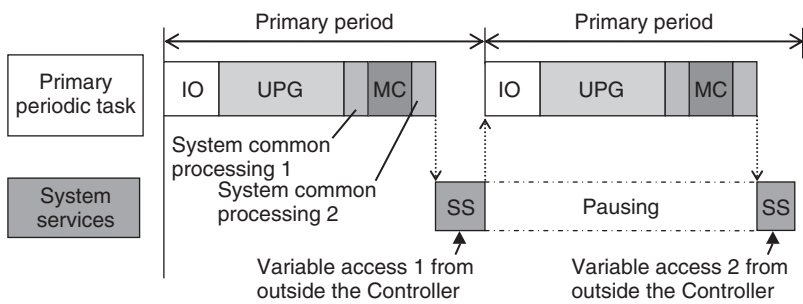 Primary period
Primary period
Primary
periodic task
IO
UPG
MC
IO
UPG
MC
System common
processing 1
System common
processing 2
System
services
SS
Pausing
SS
Variable access 1 from
outside the Controller
Variable access 2 from
outside the Controller